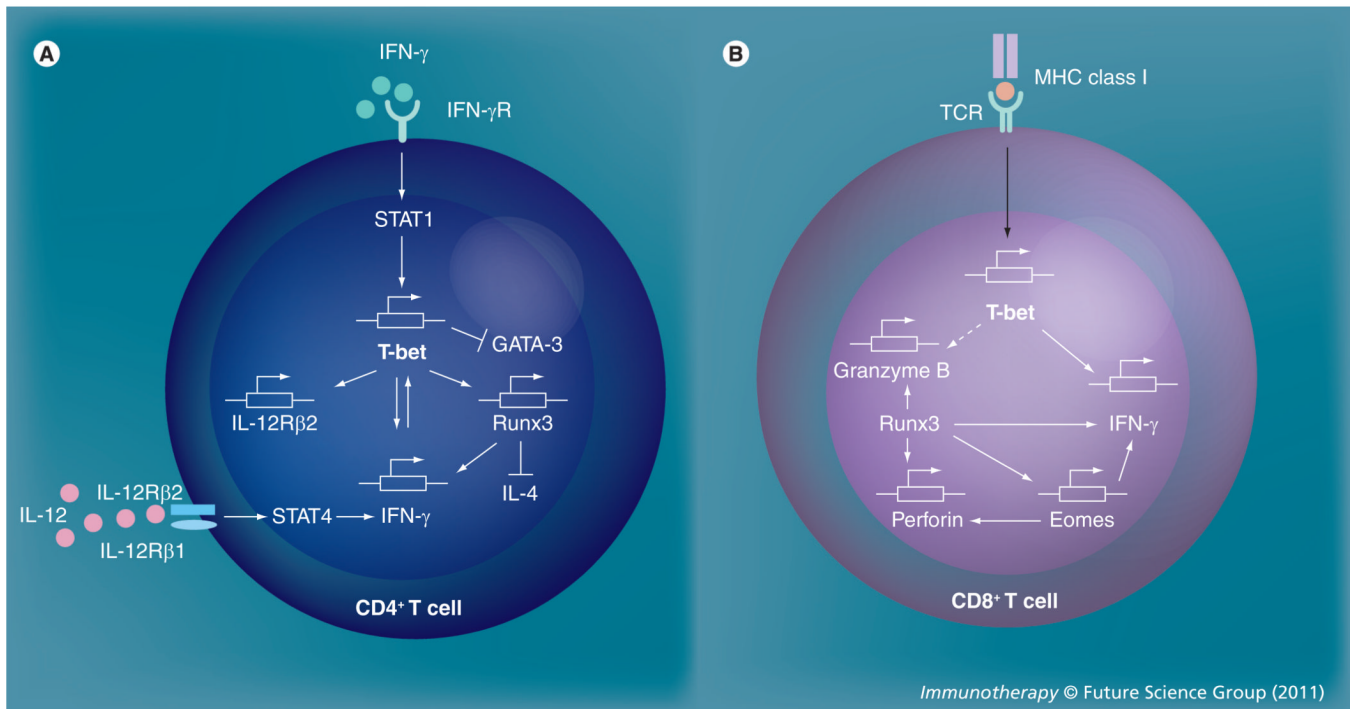 A
IFN-γ
IFN-γR
STAT1
T-bet
GATA-3
IL-12Rβ2
Runx3
IL-4
IL-12Rβ2
IL-12
STAT4
IFN-γ
IL-12Rβ1
CD4⁺ T cell
B
MHC class I
TCR
T-bet
Granzyme B
Runx3
IFN-γ
Perforin
Eomes
CD8⁺ T cell
Immunotherapy © Future Science Group (2011)